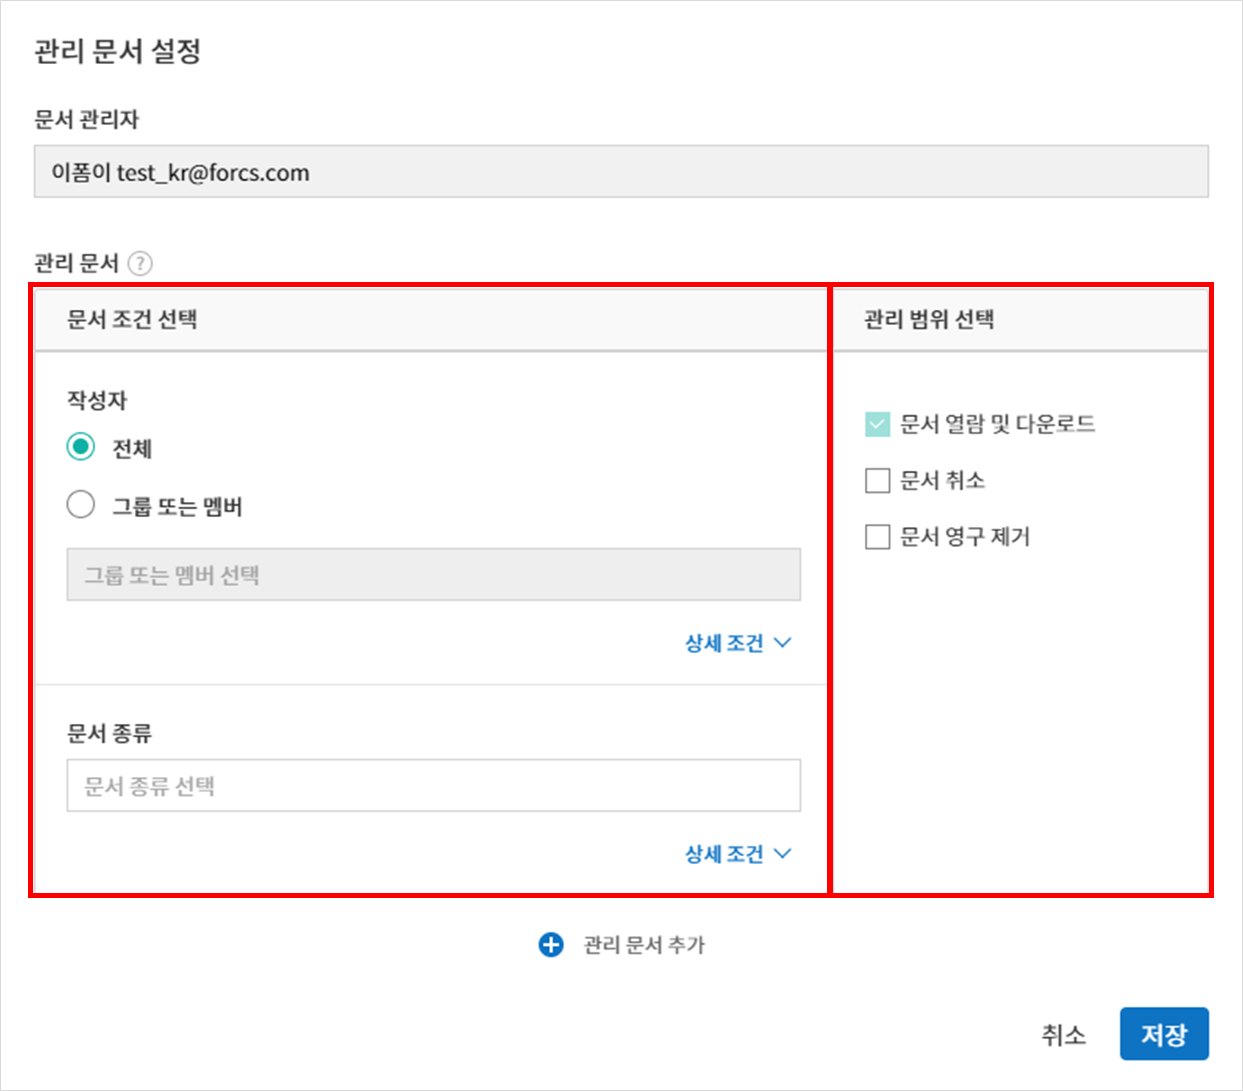 관리 문서 설정
문서 관리자
이폼이 test_kr@forcs.com
관리 문서 ?
문서 조건 선택
작성자
전체
그룹 또는 멤버
그룹 또는 멤버 선택
상세 조건
문서 종류
문서 종류 선택
상세 조건
관리 범위 선택
문서 열람 및 다운로드
문서 취소
문서 영구 제거
관리 문서 추가
취소
저장